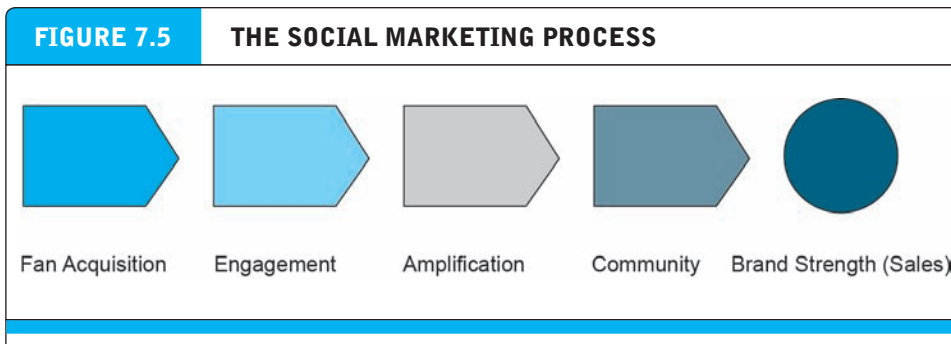 FIGURE 7.5 THE SOCIAL MARKETING PROCESS
Fan Acquisition Engagement Amplification Community Brand Strength (Sales)